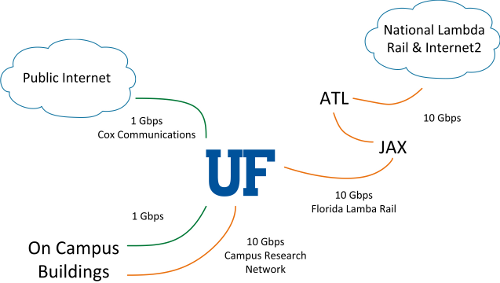 National Lambda
Rail & Internet2
Public Internet
ATL
1 Gbps
Cox Communications
10 Gbps
JAX
UF
10 Gbps
Florida Lamba Rail
1 Gbps
On Campus
Buildings
10 Gbps
Campus Research
Network